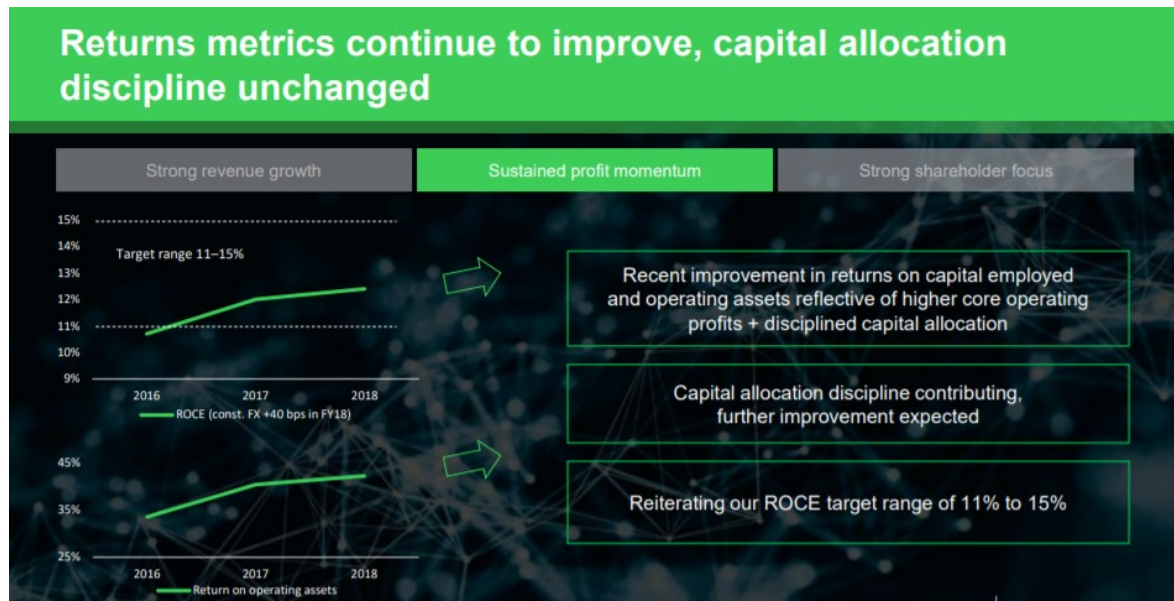 Returns metrics continue to improve, capital allocation
discipline unchanged
Strong revenue growth
Sustained profit momentum
Strong shareholder focus
15%
14%
Target range 11–15%
13%
12%
11%
10%
9%
2016
2017
2018
ROCE (const. FX +40 bps in FY18)
45%
35%
25%
2016
2017
2018
Return on operating assets
Recent improvement in returns on capital employed
and operating assets reflective of higher core operating
profits + disciplined capital allocation
Capital allocation discipline contributing,
further improvement expected
Reiterating our ROCE target range of 11% to 15%